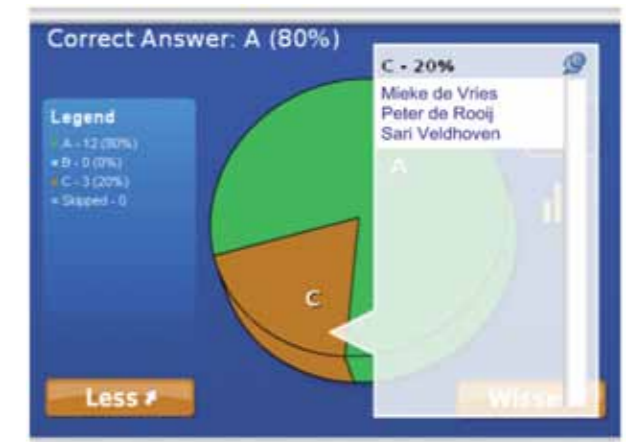 Correct Answer: A (80%)
C - 20%
Mieke de Vries
Peter de Rooij
Sari Veldhoven
Legend
A - 12 (80%)
B - 0 (0%)
C - 3 (20%)
Skipped - 0
A
C
Less